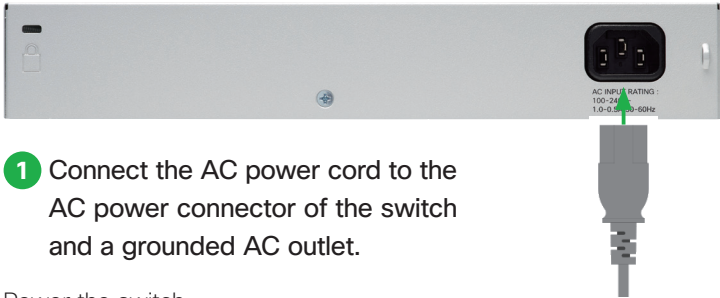 AC INPUT RATING :
100-24
1.0-0.5 50-60Hz
1 Connect the AC power cord to the
AC power connector of the switch
and a grounded AC outlet.
Power the switch